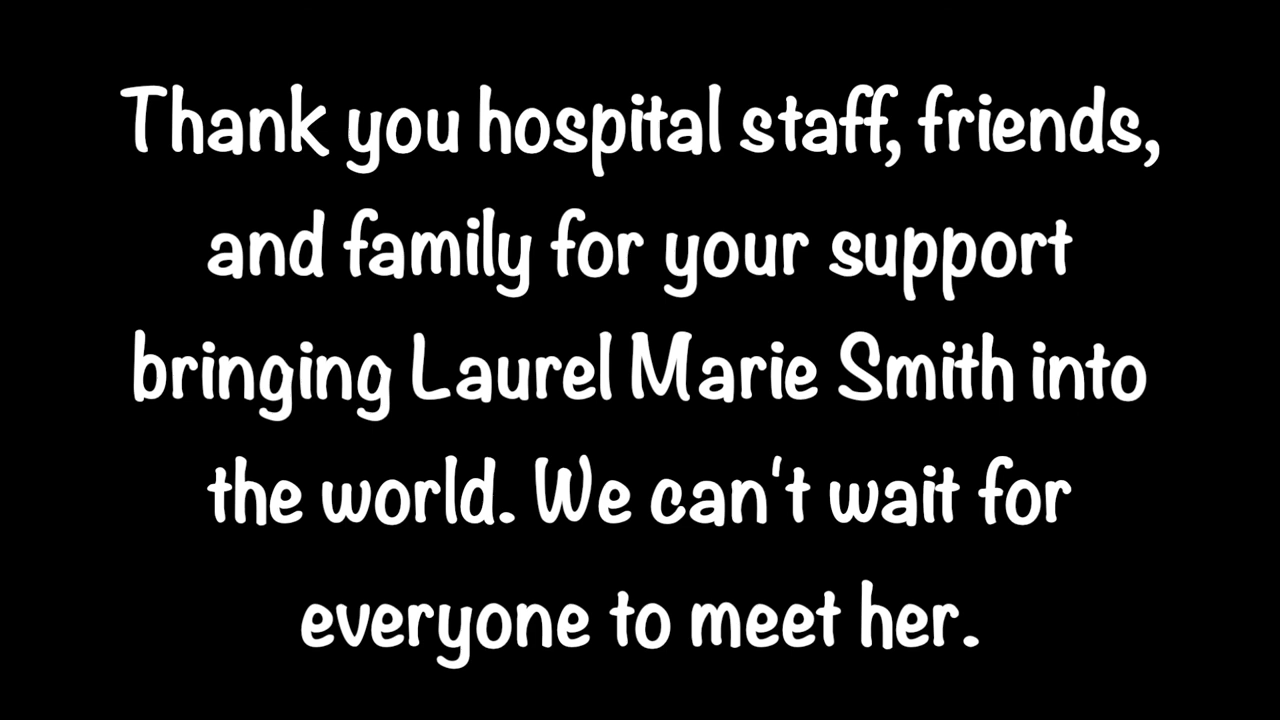 Thank you hospital staff, friends,
and family for your support
bringing Laurel Marie Smith into
the world. We can't wait for
everyone to meet her.